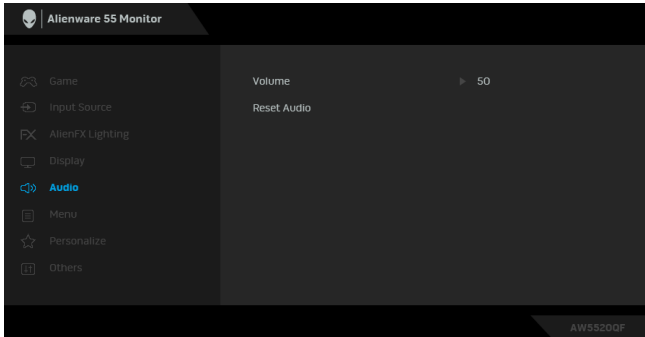 Alienware 55 Monitor
Game
Volume 50
Input Source
Reset Audio
AlienFX Lighting
Display
Audio
Menu
Personalize
Others
AW5520QF